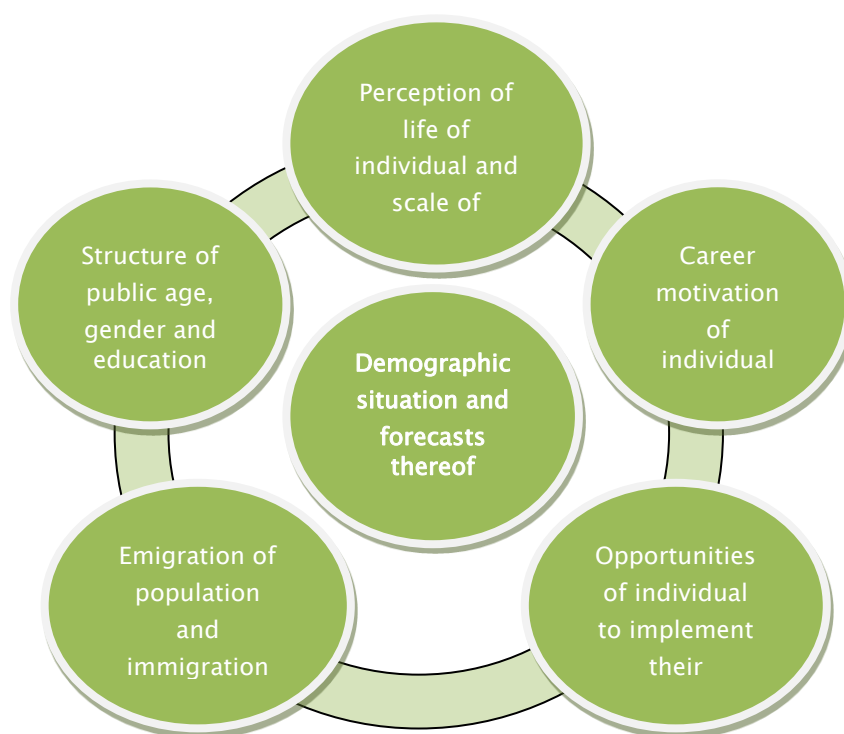 Perception of
life of
individual and
scale of
Structure of
public age,
gender and
education
Career
motivation
of
individual
Demographic
situation and
forecasts
thereof
Emigration of
population
and
immigration
Opportunities
of individual
to implement
their